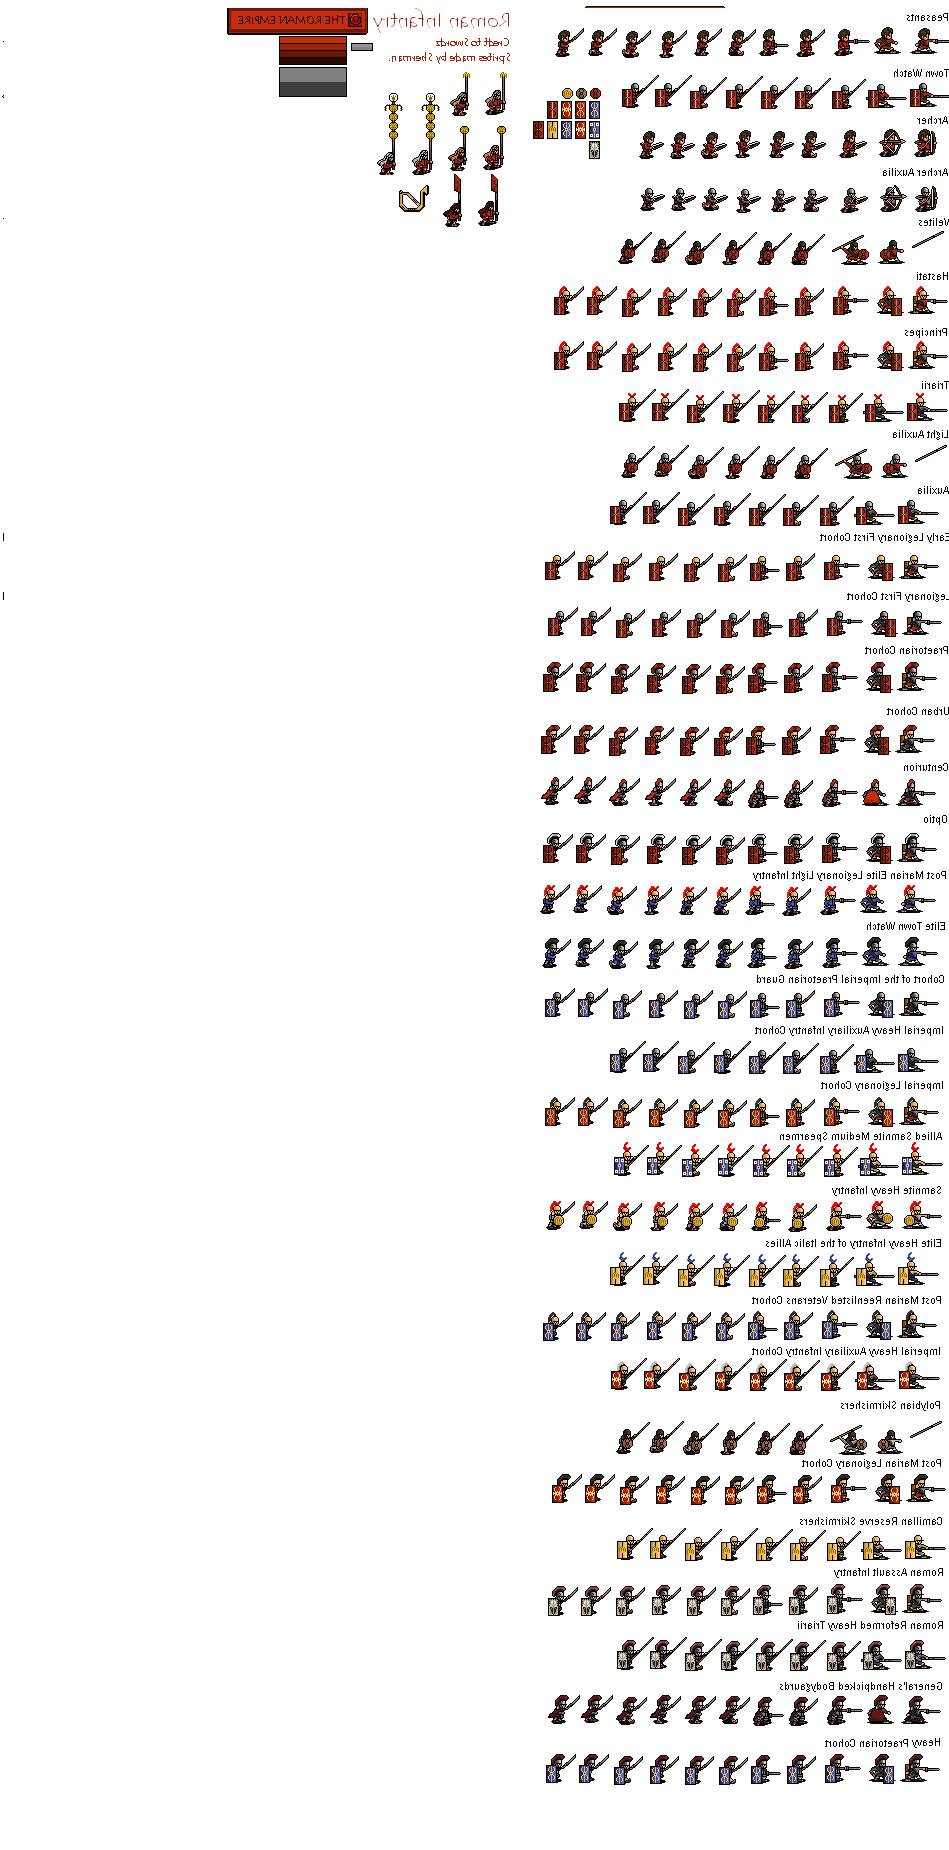 THE ROMAN EMPIRE
Roman Infantry
Credt to Swordz
Sprites made by Sherman.
Peasants
Town Watch
Archer
Archer Auxilia
Velites
Hastati
Principes
Triarii
Light Auxilia
Auxilia
Early Legionary First Cohort
Legionary First Cohort
Praetorian Cohort
Urban Cohort
Centurion
Optio
Post Marian Elite Legionary Light Infantry
Elite Town Watch
Cohort of the Imperial Praetorian Guard
Imperial Heavy Auxiliary Infantry Cohort
Imperial Legionary Cohort
Allied Samnite Medium Spearmen
Samnite Heavy Infantry
Elite Heavy Infantry of the Italic Allies
Post Marian Reenlisted Veterans Cohort
Imperial Heavy Auxiliary Infantry Cohort
Polybian Skirmishers
Post Marian Legionary Cohort
Camillan Reserve Skirmishers
Roman Assault Infantry
Roman Reformed Heavy Triarii
General's Handpicked Bodygaurds
Heavy Praetorian Cohort